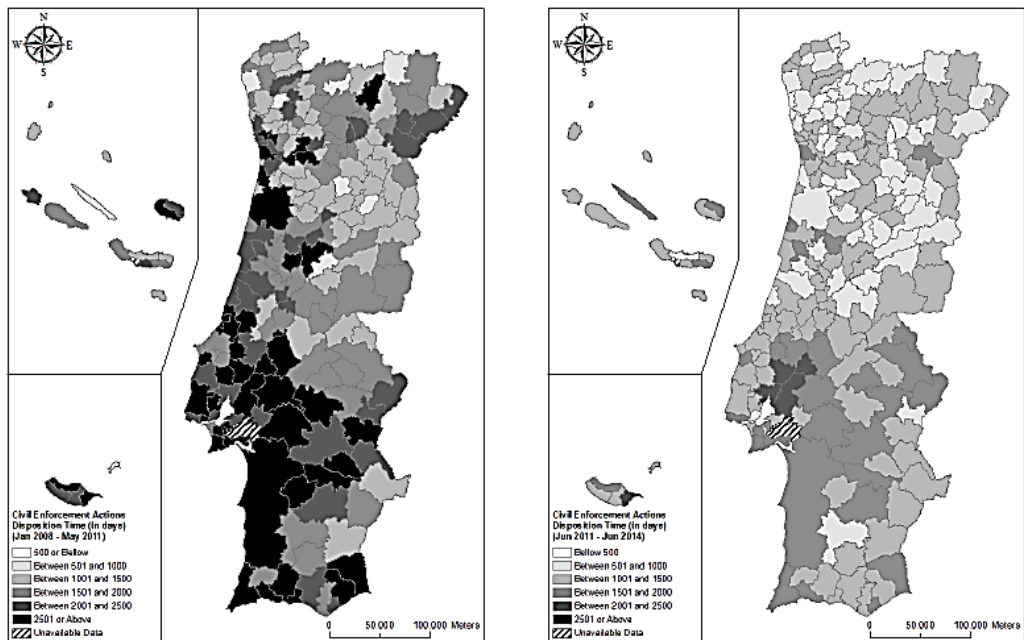 N
W E
S
Civil Enforcement Actions
Disposition Time (in days)
(Jan 2008 - May 2011)
500 or Bellow
Between 501 and 1000
Between 1001 and 1500
Between 1501 and 2000
Between 2001 and 2500
2501 or Above
Unavailable Data
0 50 000 100 000 Meters
N
W E
S
Civil Enforcement Actions
Disposition Time (in days)
(Jun 2011 - Jun 2014)
Bellow 500
Between 501 and 1000
Between 1001 and 1500
Between 1501 and 2000
Between 2001 and 2500
2501 or Above
Unavailable Data
0 50 000 100 000 Meters